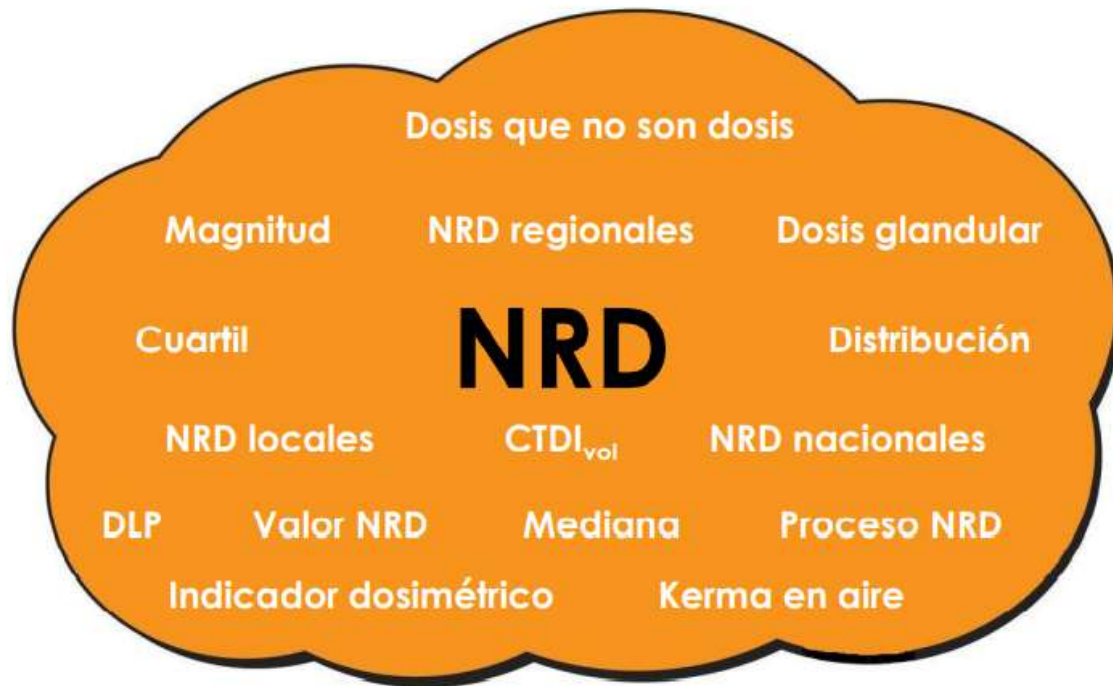 Dosis que no son dosis
Magnitud NRD regionales Dosis glandular
Cuartil NRD Distribución
NRD locales CTDIvol NRD nacionales
DLP Valor NRD Mediana Proceso NRD
Indicador dosimétrico Kerma en aire